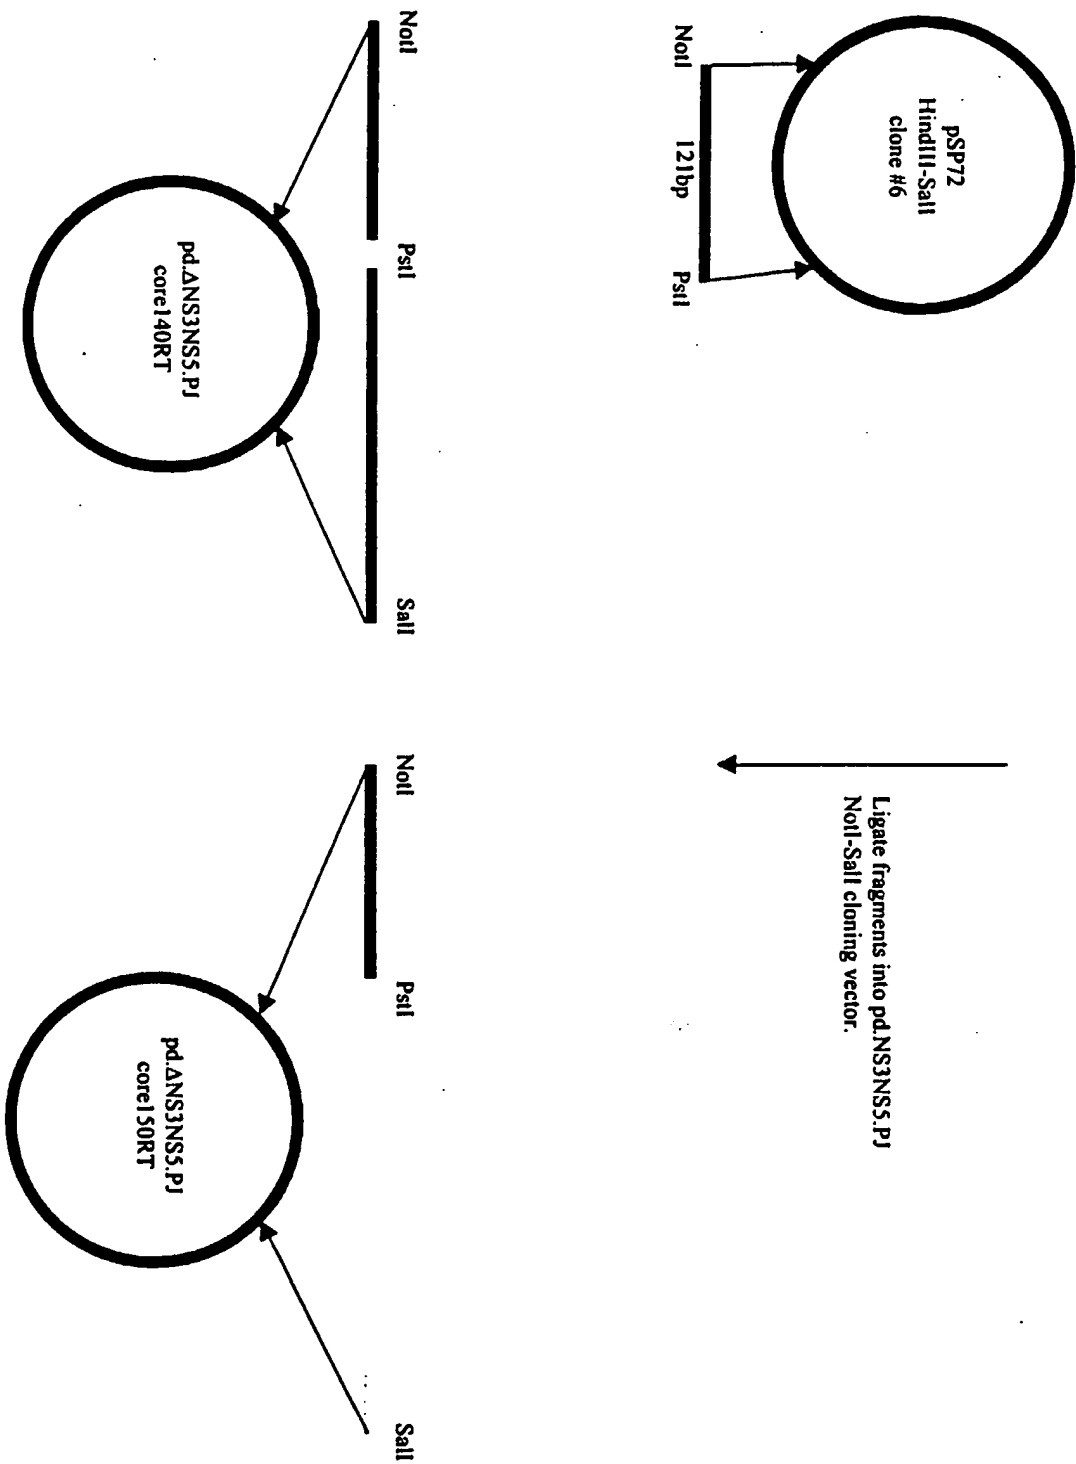 pSP72
HindIII-SalI
clone #6
NotI 121bp PstI
Ligate fragments into pd.NS3NS5.PJ
NotI-SalI cloning vector.
NotI PstI SalI
pd.ΔNS3NS5.PJ
core140RT
NotI PstI SalI
pd.ΔNS3NS5.PJ
core150RT